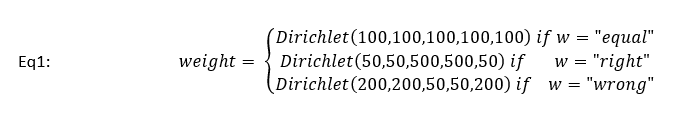 Dirichlet(100,100,100,100,100) if w = "equal"
Eq1: weight = { Dirichlet(50,50,500,500,50) if w = "right"
Dirichlet(200,200,50,50,200) if w = "wrong"